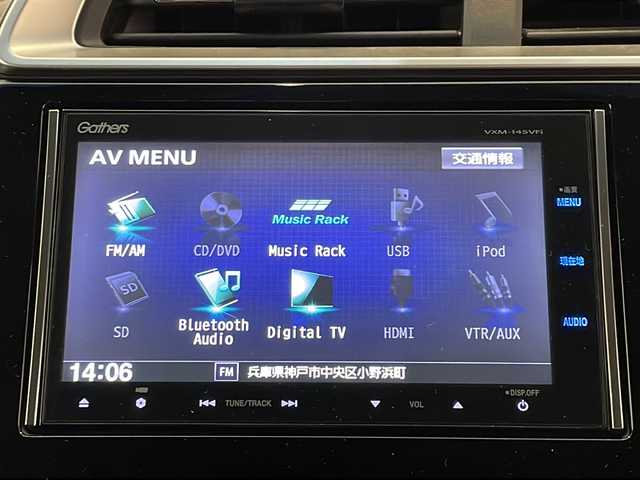 Gathers
VXM-145VFi
AV MENU
交通情報
FM/AM
CD/DVD
Music Rack
Music Rack
USB
iPod
SD
Bluetooth Audio
Digital TV
HDMI
VTR/AUX
14:06
FM
兵庫県神戸市中央区小野浜町
画質
MENU
現在地
AUDIO
TUNE/TRACK
VOL
DISP.OFF